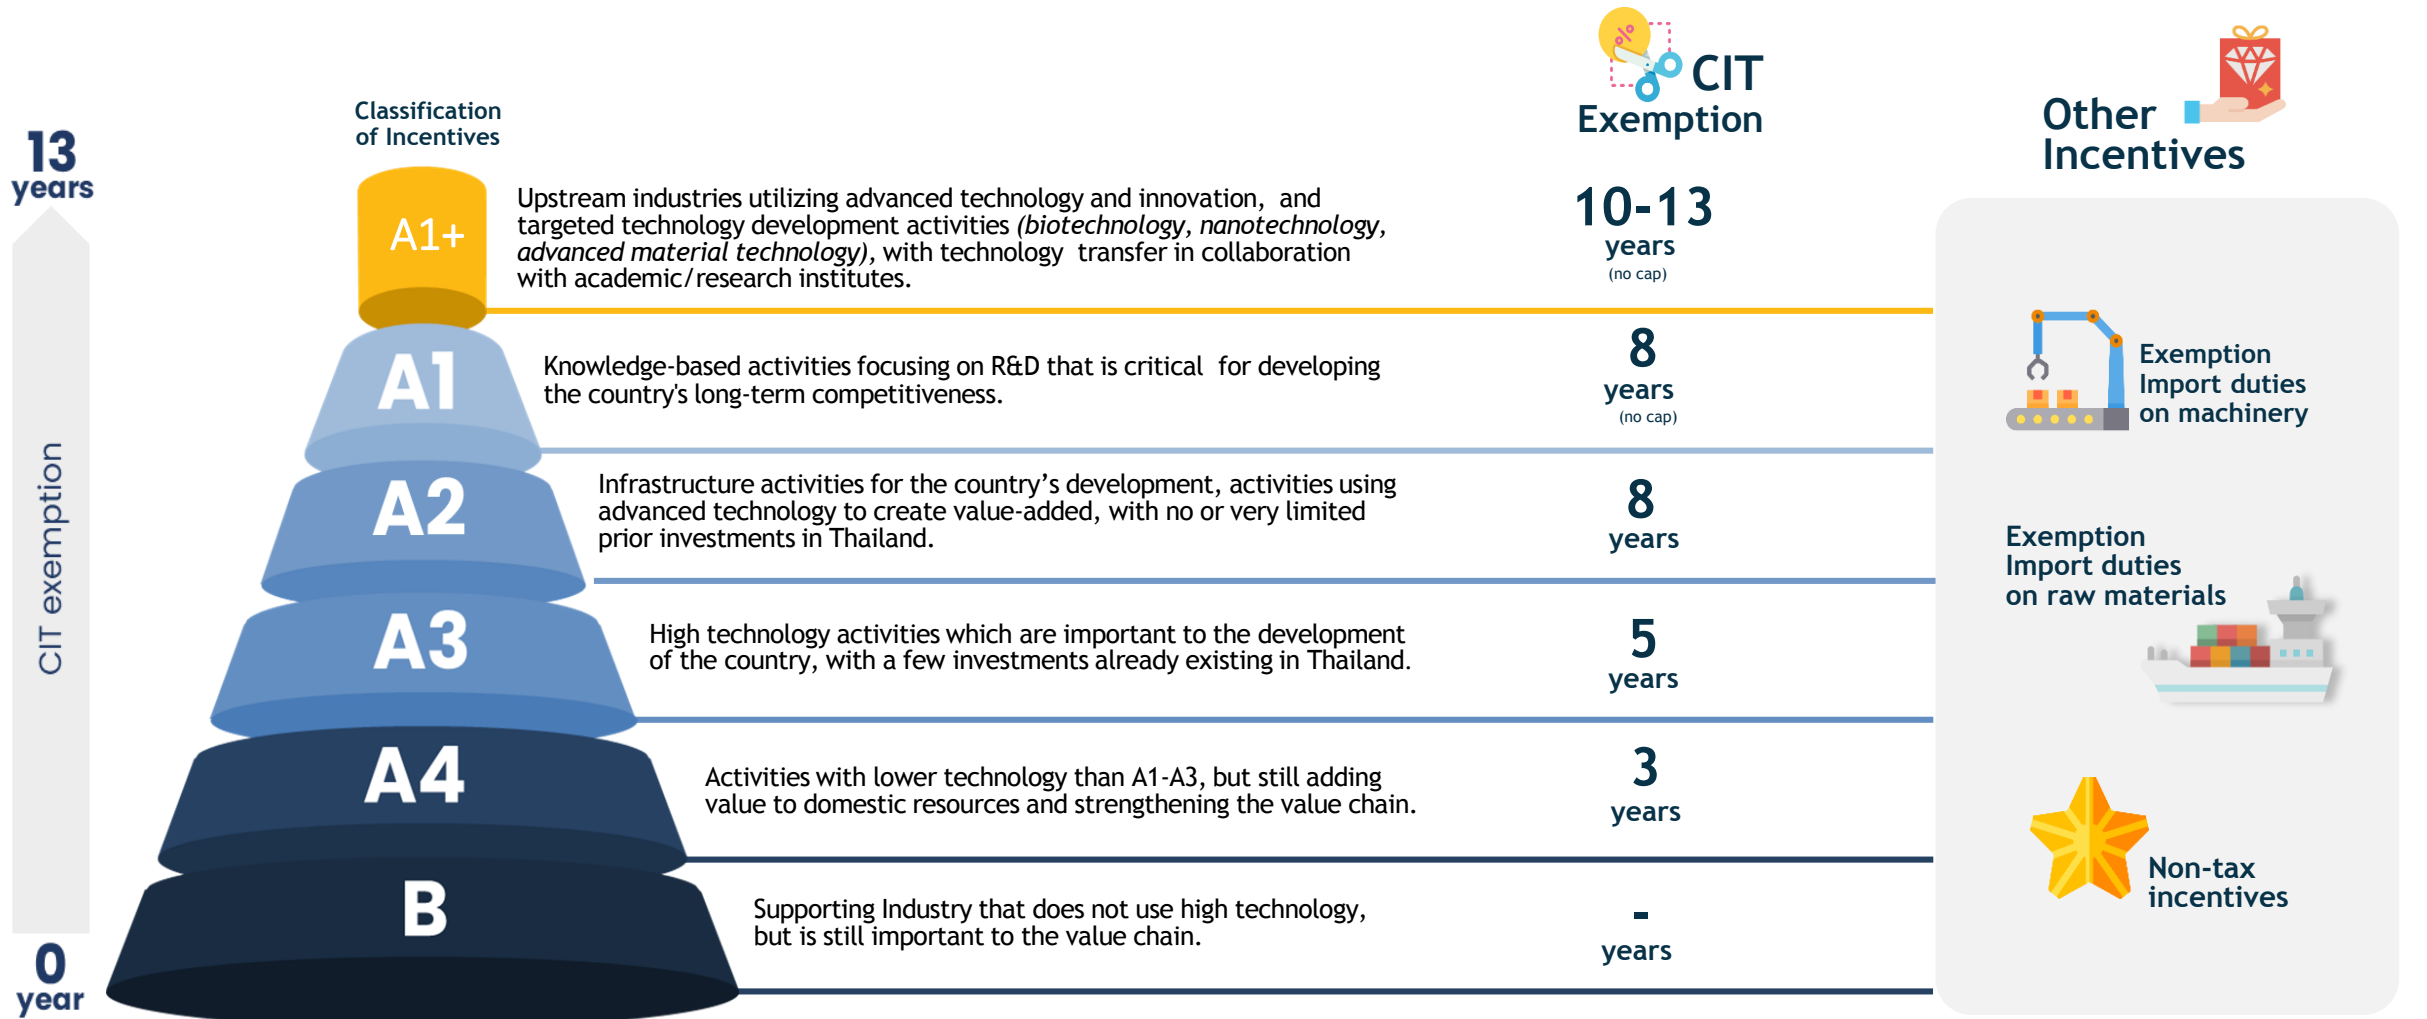 Classification
of Incentives
CIT
Exemption
Other
Incentives
13
years
CIT exemption
0
year
A1+
Upstream industries utilizing advanced technology and innovation, and
targeted technology development activities (biotechnology, nanotechnology,
advanced material technology), with technology transfer in collaboration
with academic/research institutes.
10-13
years
(no cap)
A1
Knowledge-based activities focusing on R&D that is critical for developing
the country's long-term competitiveness.
8
years
(no cap)
A2
Infrastructure activities for the country’s development, activities using
advanced technology to create value-added, with no or very limited
prior investments in Thailand.
8
years
A3
High technology activities which are important to the development
of the country, with a few investments already existing in Thailand.
5
years
A4
Activities with lower technology than A1-A3, but still adding
value to domestic resources and strengthening the value chain.
3
years
B
Supporting Industry that does not use high technology,
but is still important to the value chain.
-
years
Exemption
Import duties
on machinery
Exemption
Import duties
on raw materials
Non-tax
incentives
%